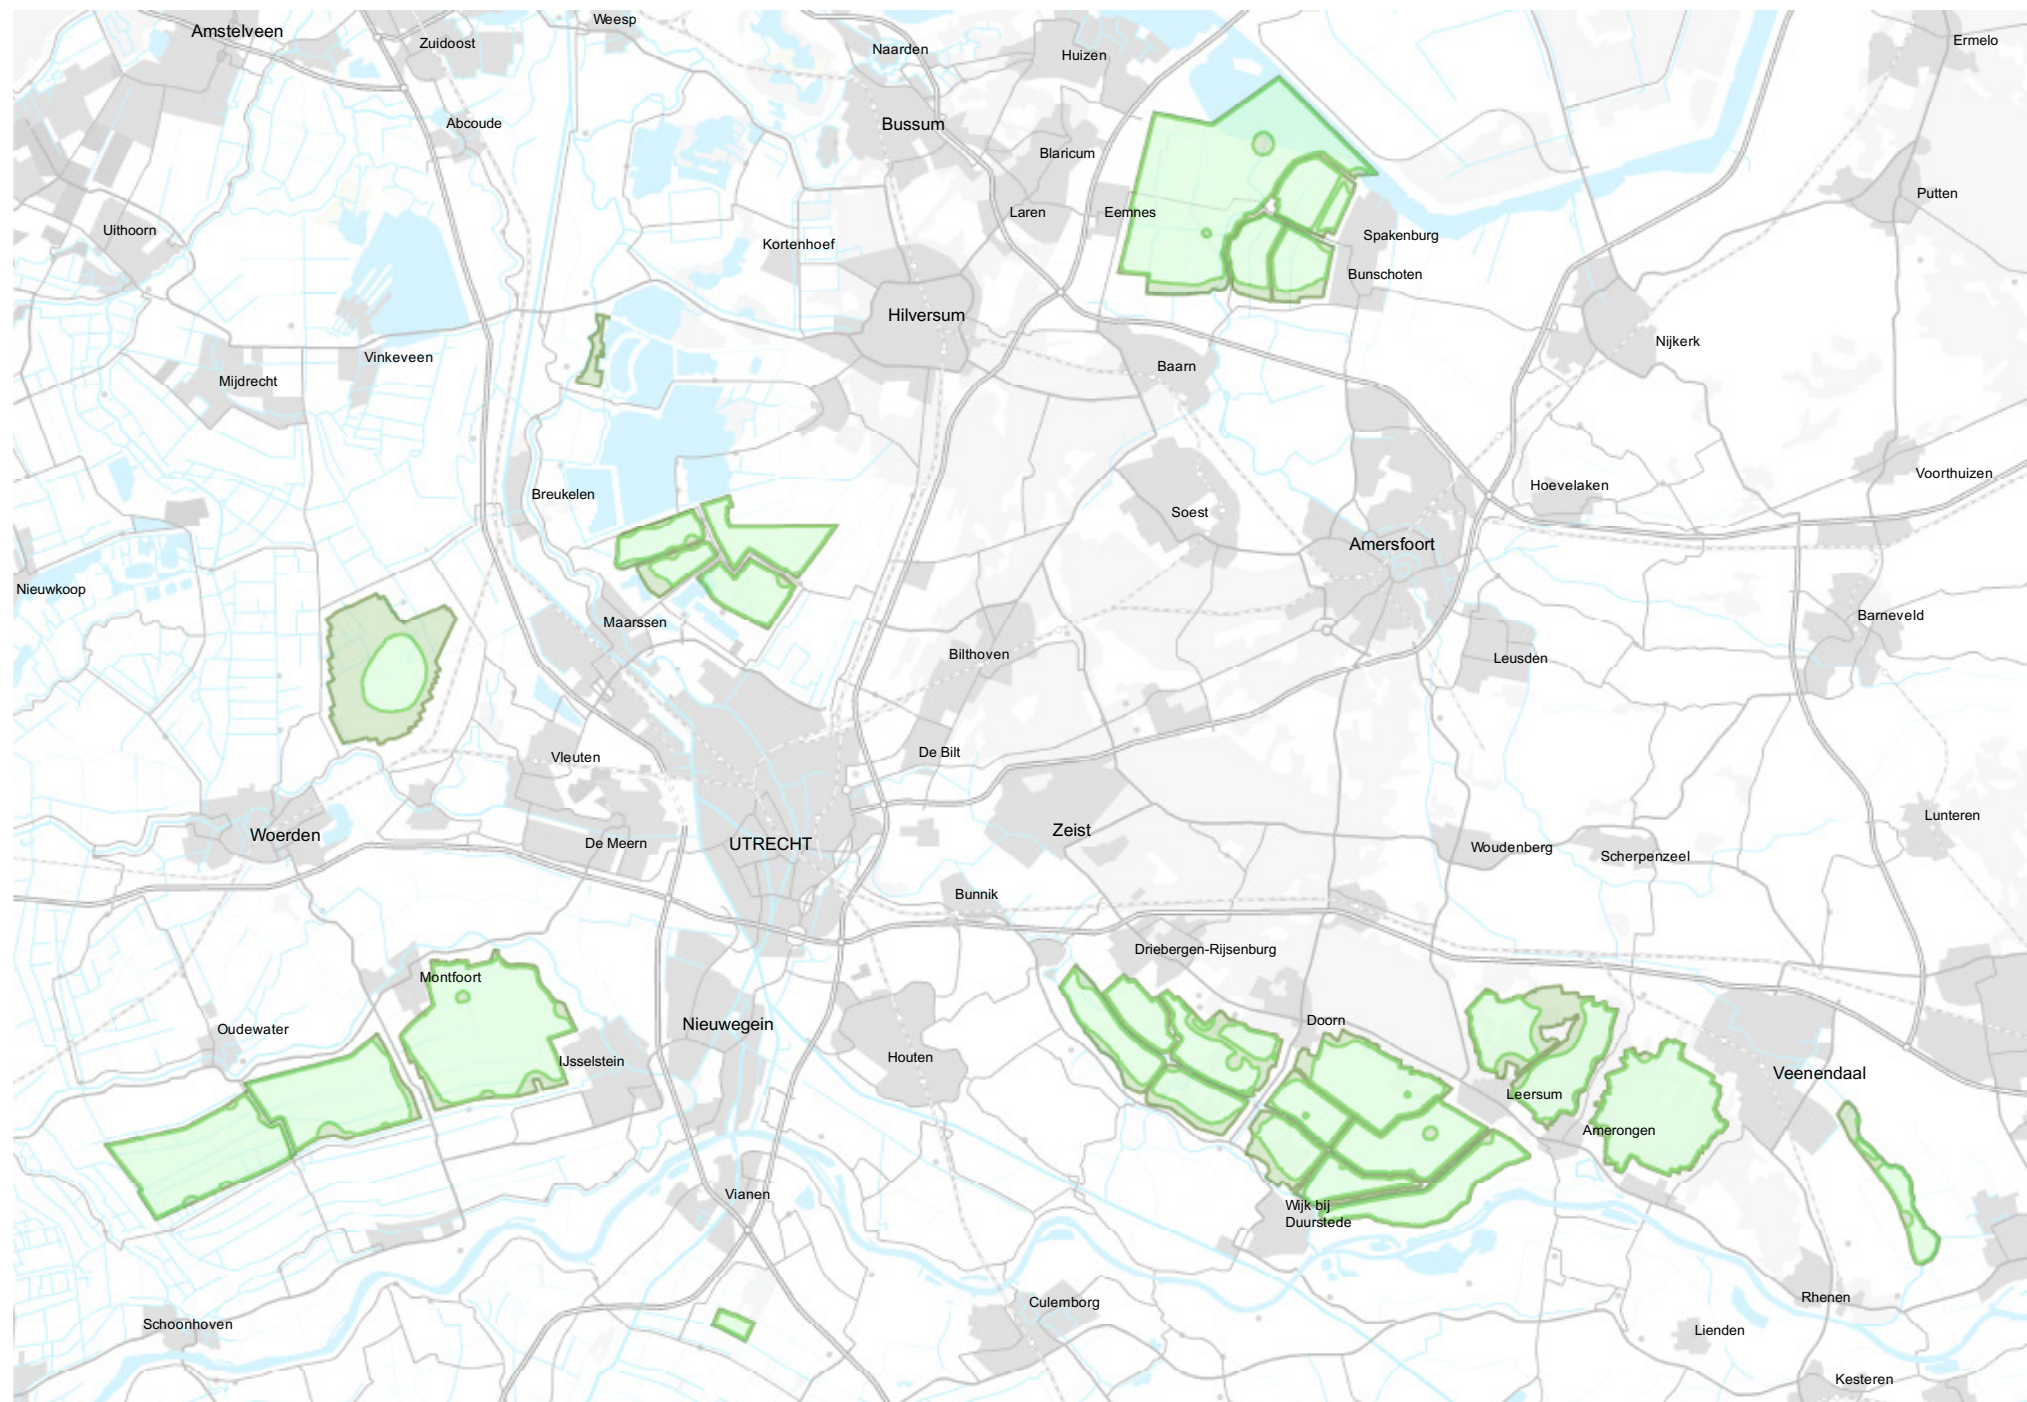 Weesp
Amstelveen
Zuidoost
Naarden
Huizen
Ermelo
Abcoude
Bussum
Blaricum
Putten
Laren
Eemnes
Uithoorn
Kortenhoef
Spakenburg
Bunschoten
Hilversum
Nijkerk
Vinkeveen
Baarn
Mijdrecht
Voorthuizen
Breukelen
Hoevelaken
Soest
Amersfoort
Nieuwkoop
Maarssen
Barneveld
Bilthoven
Leusden
De Bilt
Vleuten
Lunteren
Woerden
Zeist
De Meern
UTRECHT
Woudenberg
Scherpenzeel
Bunnik
Driebergen-Rijsenburg
Montfoort
Nieuwegein
Doorn
Oudewater
Houten
IJsselstein
Veenendaal
Leersum
Amerongen
Vianen
Wijk bij
Duurstede
Rhenen
Culemborg
Schoonhoven
Lienden
Kesteren